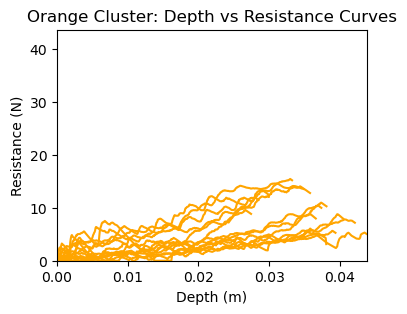 Orange Cluster: Depth vs Resistance Curves
40
30
20
10
0
Resistance (N)
0.00 0.01 0.02 0.03 0.04
Depth (m)